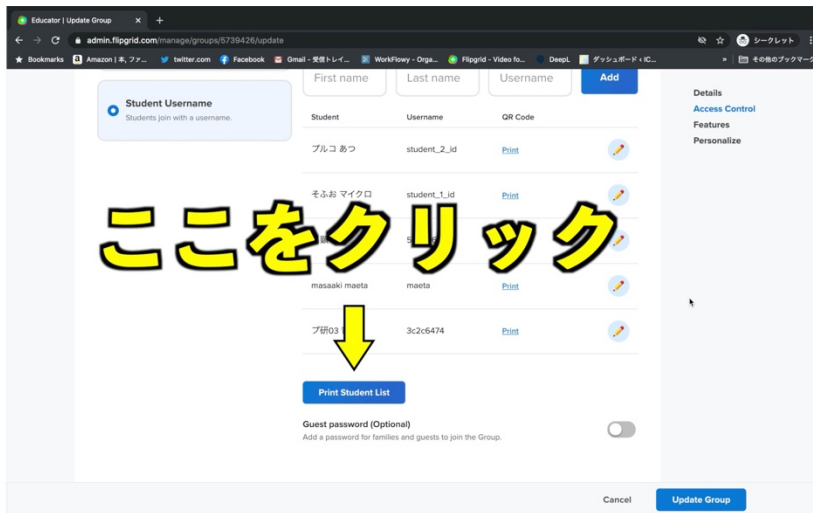 Educator | Update Group
admin.flipgrid.com/manage/groups/5739426/update
シークレット
Bookmarks Amazon | 本, ファ... twitter.com Facebook Gmail - 受信トレイ... WorkFlowy - Orga... Flipgrid - Video fo... DeepL ダッシュボード ‹ IC... » その他のブックマーク
First name Last name Username Add
Details
Access Control
Features
Personalize
Student Username
Students join with a username.
Student Username QR Code
プルコ あつ student_2_id Print
そふお マイクロ student_1_id Print
ここをクリック
masaaki maeta maeta Print
プ研03 3c2c6474 Print
Print Student List
Guest password (Optional)
Add a password for families and guests to join the Group.
Cancel Update Group